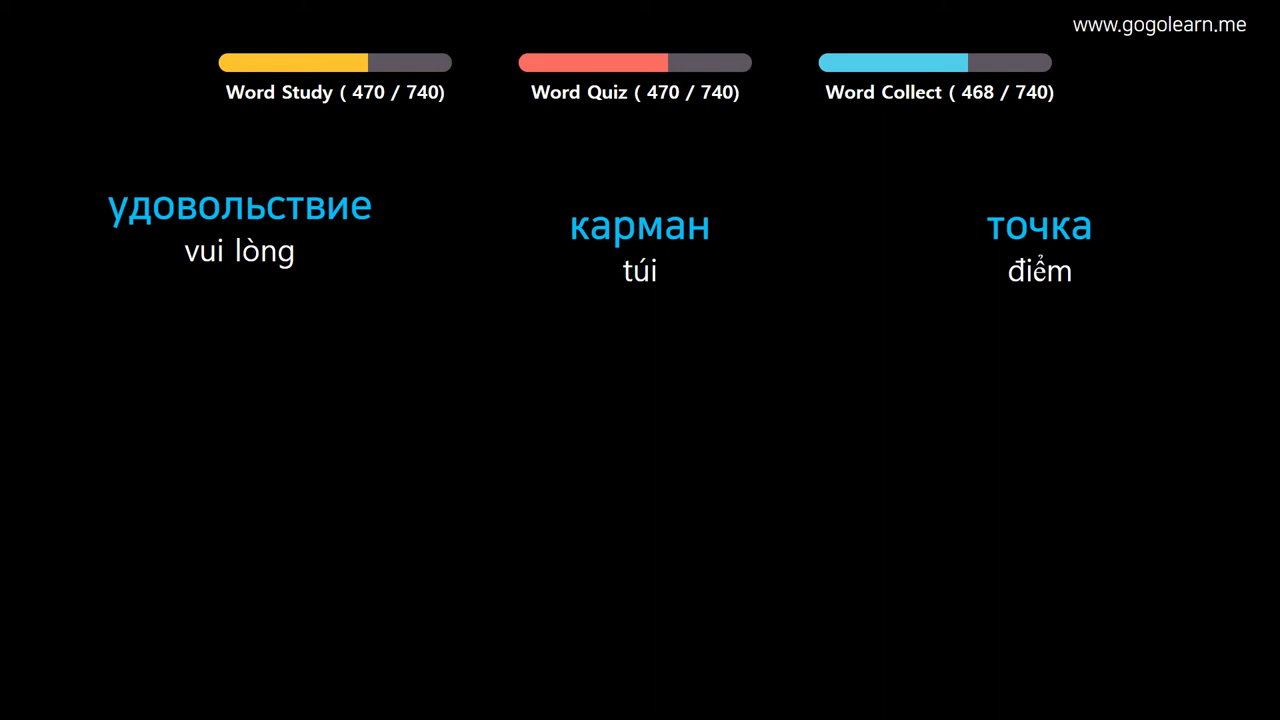 www.gogolearn.me
Word Study ( 470 / 740)
Word Quiz ( 470 / 740)
Word Collect ( 468 / 740)
удовольствие
vui lòng
карман
túi
точка
điểm